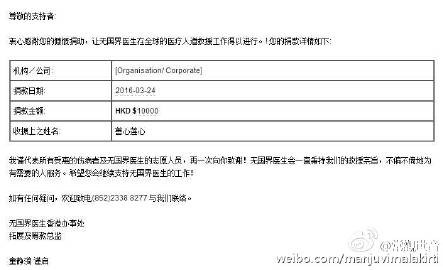 尊敬的支持者:
衷心感谢您的慷慨捐助，让无国界医生在全球的医疗人道救援工作得以进行。!您的捐款详情如下:
机构／公司: [Organisation/ Corporate]
捐款日期: 2016-03-24
捐款金额: HKD $10000
收据上之姓名: 善心善心
我谨代表所有受惠的伤病者及无国界医生的志愿人员，再一次向你致谢！无国界医生会一直秉持我们的救援宗旨，不偏不倚地为
有需要的人服务。希望您会继续支持无国界医生的工作!
如有任何疑问，欢迎致电(852)2338 8277 与我们联络。
无国界医生香港办事处
拓展及筹款总监
谨启
weibo.com/manjuvimalakirti